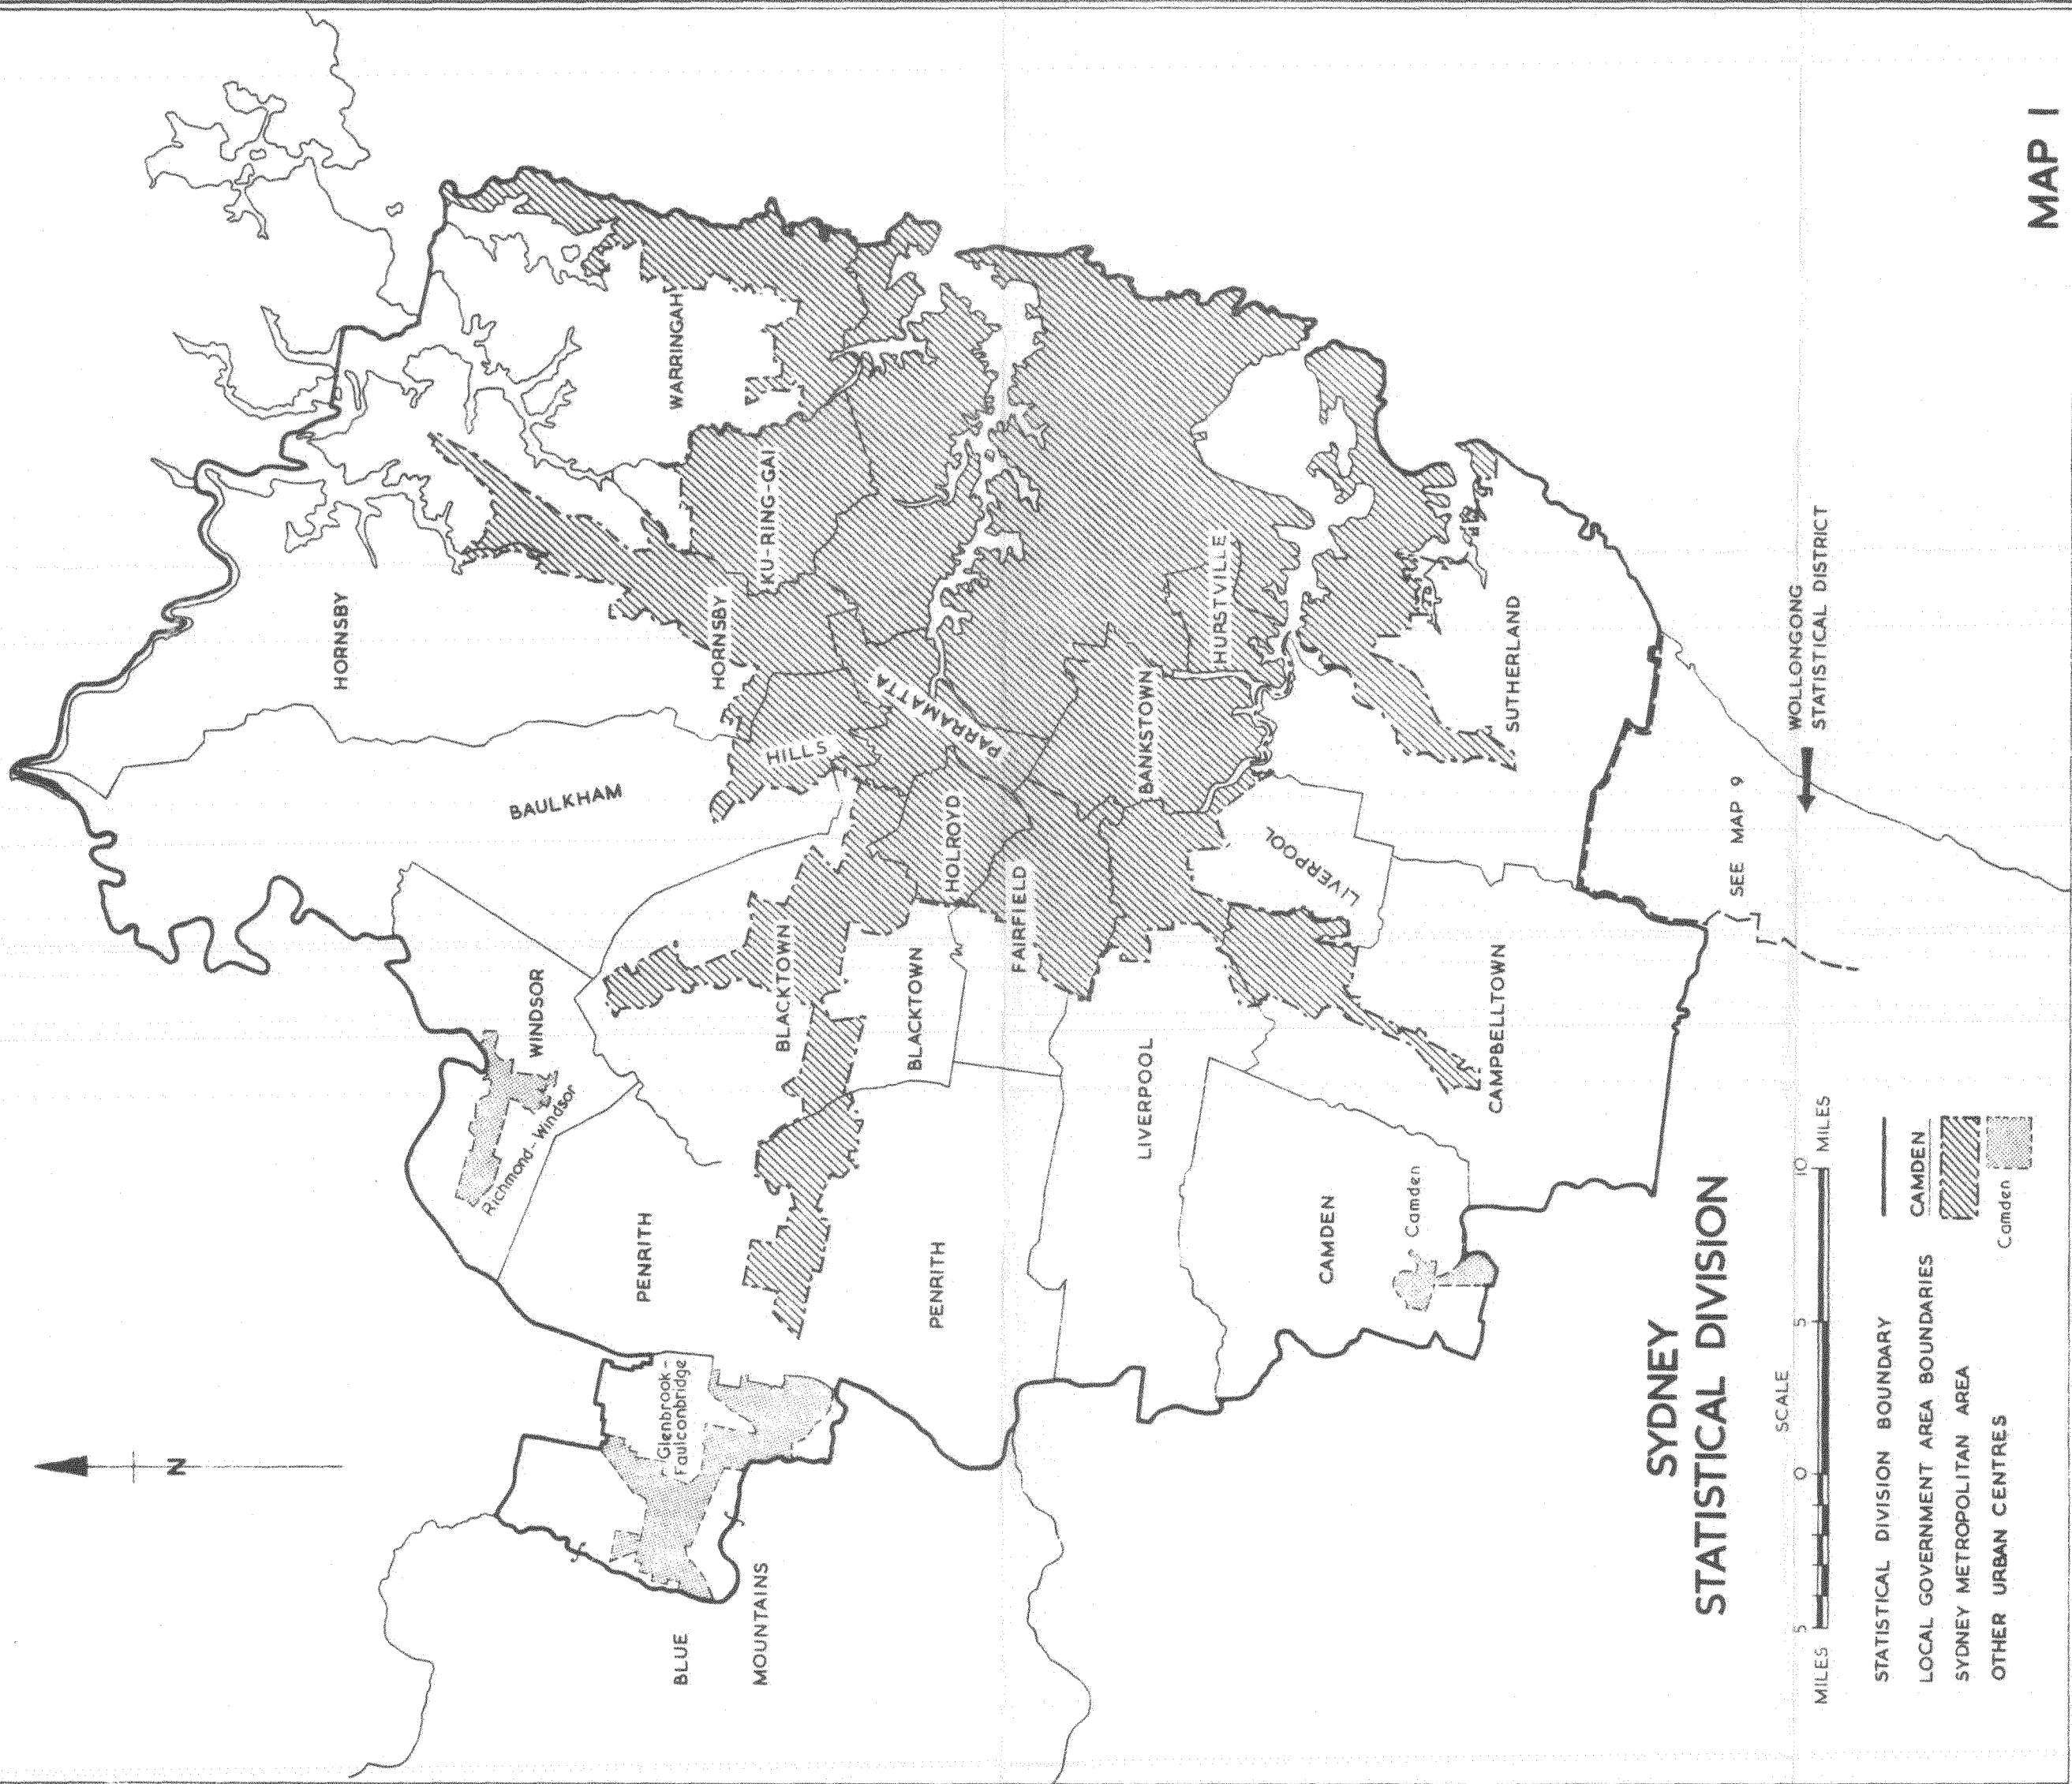 MAP 1
N
HORNSBY
WARRINGAH
KU-RING-GAI
HORNSBY
BAULKHAM
HILLS
PARRAMATTA
HURSTVILLE
BANKSTOWN
SUTHERLAND
HOLROYD
FAIRFIELD
LIVERPOOL
BLACKTOWN
BLACKTOWN
WINDSOR
Richmond-Windsor
PENRITH
PENRITH
LIVERPOOL
CAMPBELLTOWN
CAMDEN
Camden
Glenbrook-
Faulconbridge
BLUE
MOUNTAINS
WOLLONGONG
STATISTICAL DISTRICT
SEE MAP 9
SYDNEY
STATISTICAL DIVISION
SCALE
MILES 5 0 5 10 MILES
STATISTICAL DIVISION BOUNDARY
LOCAL GOVERNMENT AREA BOUNDARIES CAMDEN
SYDNEY METROPOLITAN AREA
OTHER URBAN CENTRES Camden